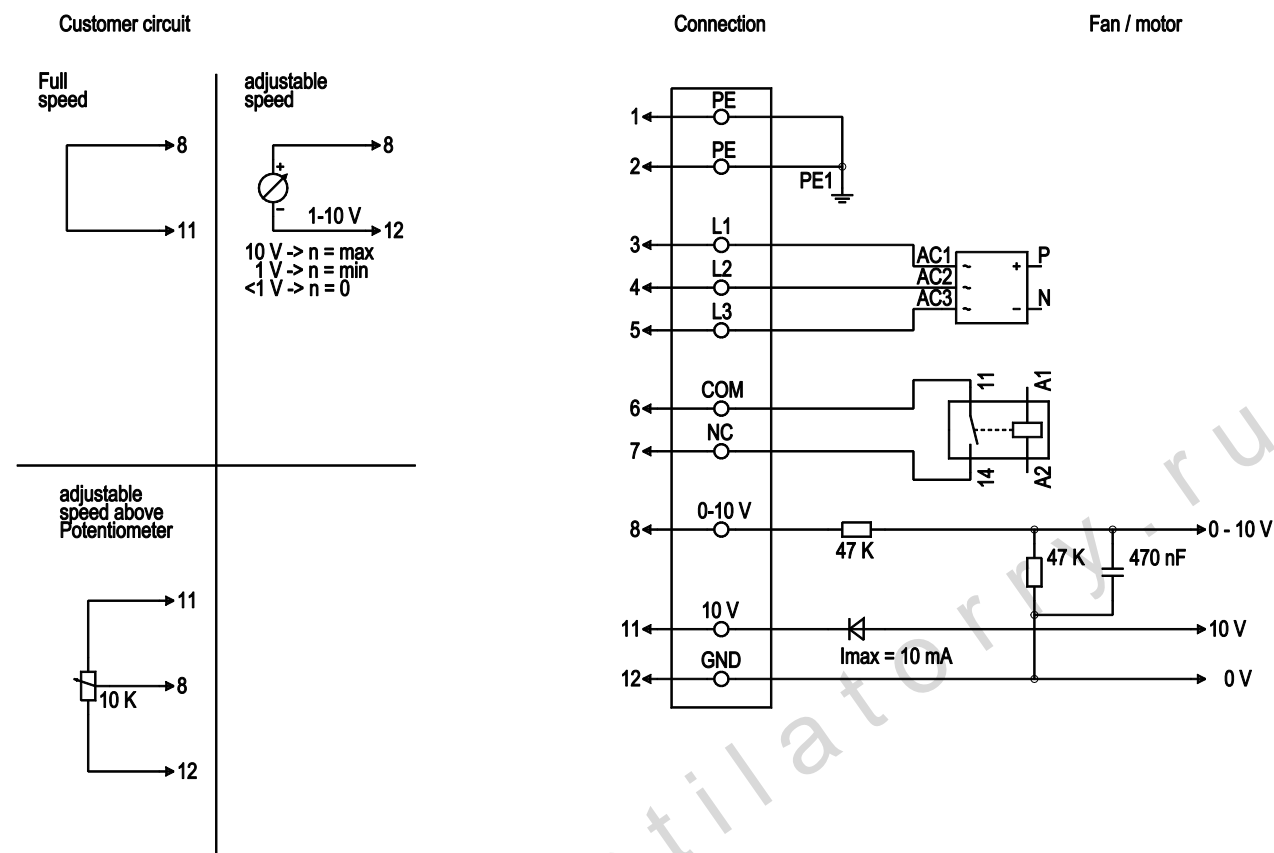 Customer circuit
Connection
Fan / motor
Full
speed
8
11
adjustable
speed
8
+
−
1-10 V
12
10 V -> n = max
1 V -> n = min
<1 V -> n = 0
adjustable
speed above
Potentiometer
11
8
10 K
12
1 PE
2 PE
PE1
3 L1
4 L2
5 L3
AC1 ~ + P
AC2 ~
AC3 ~ − N
6 COM
7 NC
11 A1
14 A2
8 0-10 V
47 K
47 K
470 nF
0 - 10 V
11 10 V
Imax = 10 mA
10 V
12 GND
0 V
tilatorry.ru